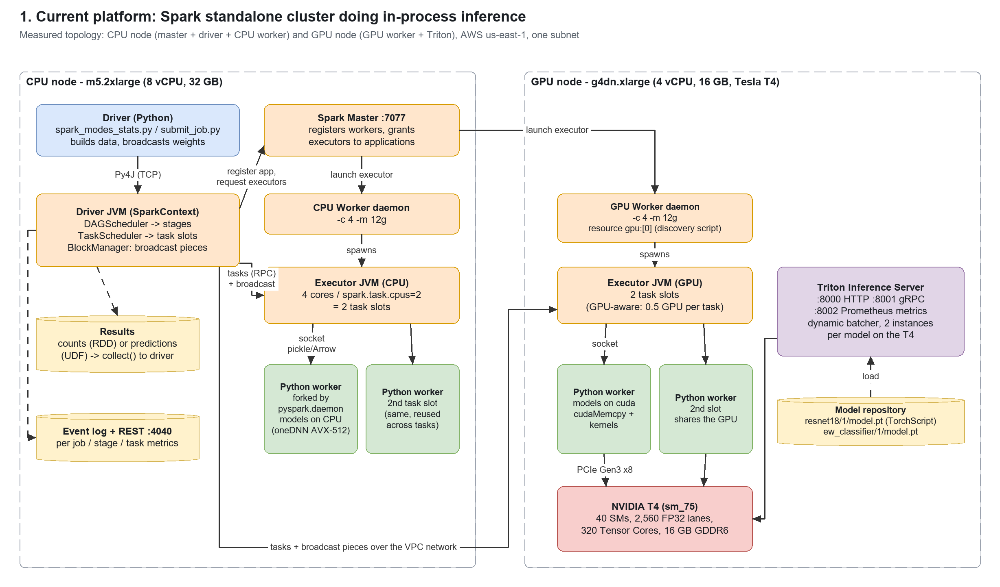 1. Current platform: Spark standalone cluster doing in-process inference
Measured topology: CPU node (master + driver + CPU worker) and GPU node (GPU worker + Triton), AWS us-east-1, one subnet
CPU node - m5.2xlarge (8 vCPU, 32 GB)
Driver (Python)
spark_modes_stats.py / submit_job.py
builds data, broadcasts weights
Spark Master :7077
registers workers, grants
executors to applications
Py4J (TCP)
register app,
request executors
launch executor
Driver JVM (SparkContext)
DAGScheduler -> stages
TaskScheduler -> task slots
BlockManager: broadcast pieces
CPU Worker daemon
-c 4 -m 12g
spawns
tasks (RPC)
+ broadcast
Executor JVM (CPU)
4 cores / spark.task.cpus=2
= 2 task slots
Results
counts (RDD) or predictions
(UDF) -> collect() to driver
socket
pickle/Arrow
Python worker
forked by
pyspark.daemon
models on CPU
(oneDNN AVX-512)
Python worker
2nd task slot
(same, reused
across tasks)
Event log + REST :4040
per job / stage / task metrics
tasks + broadcast pieces over the VPC network
GPU node - g4dn.xlarge (4 vCPU, 16 GB, Tesla T4)
launch executor
GPU Worker daemon
-c 4 -m 12g
resource gpu:[0] (discovery script)
spawns
Executor JVM (GPU)
2 task slots
(GPU-aware: 0.5 GPU per task)
Triton Inference Server
:8000 HTTP :8001 gRPC
:8002 Prometheus metrics
dynamic batcher, 2 instances
per model on the T4
socket
load
Python worker
models on cuda
cudaMemcpy +
kernels
Python worker
2nd slot
shares the GPU
Model repository
resnet18/1/model.pt (TorchScript)
ew_classifier/1/model.pt
PCIe Gen3 x8
NVIDIA T4 (sm_75)
40 SMs, 2,560 FP32 lanes,
320 Tensor Cores, 16 GB GDDR6